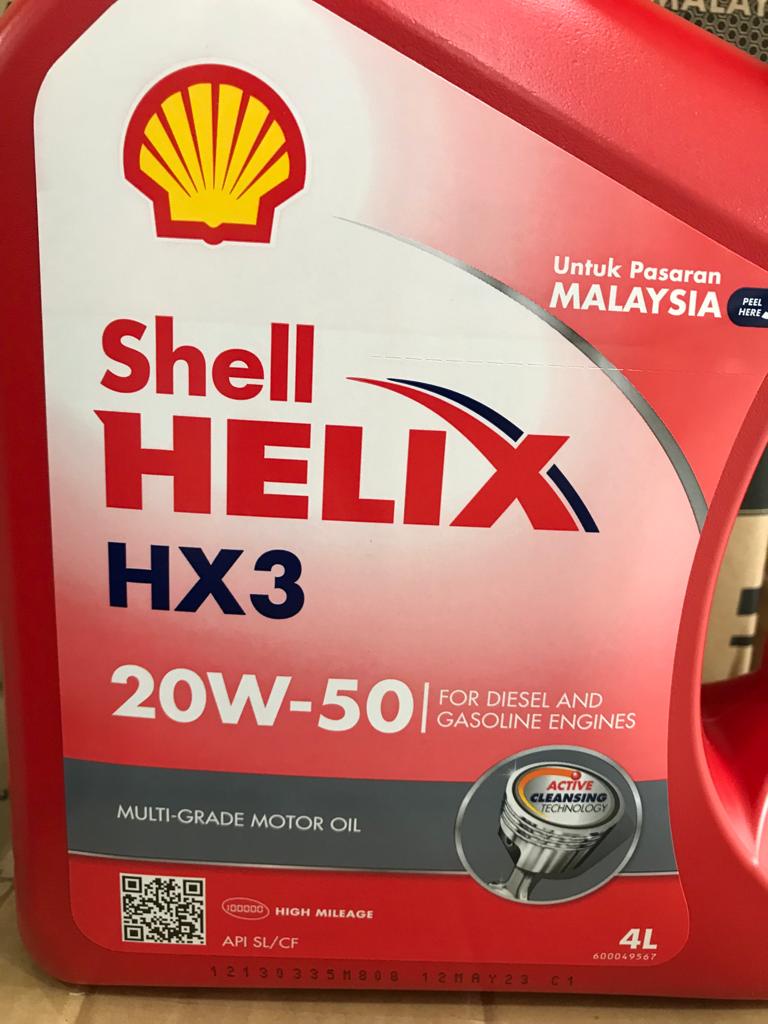 Untuk Pasaran
MALAYSIA
PEEL
HERE
Shell
HELIX
HX3
20W-50
FOR DIESEL AND
GASOLINE ENGINES
ACTIVE
CLEANSING
TECHNOLOGY
MULTI-GRADE MOTOR OIL
100000 HIGH MILEAGE
API SL/CF
4L
600049567
12130335M808 12MAY23 C1